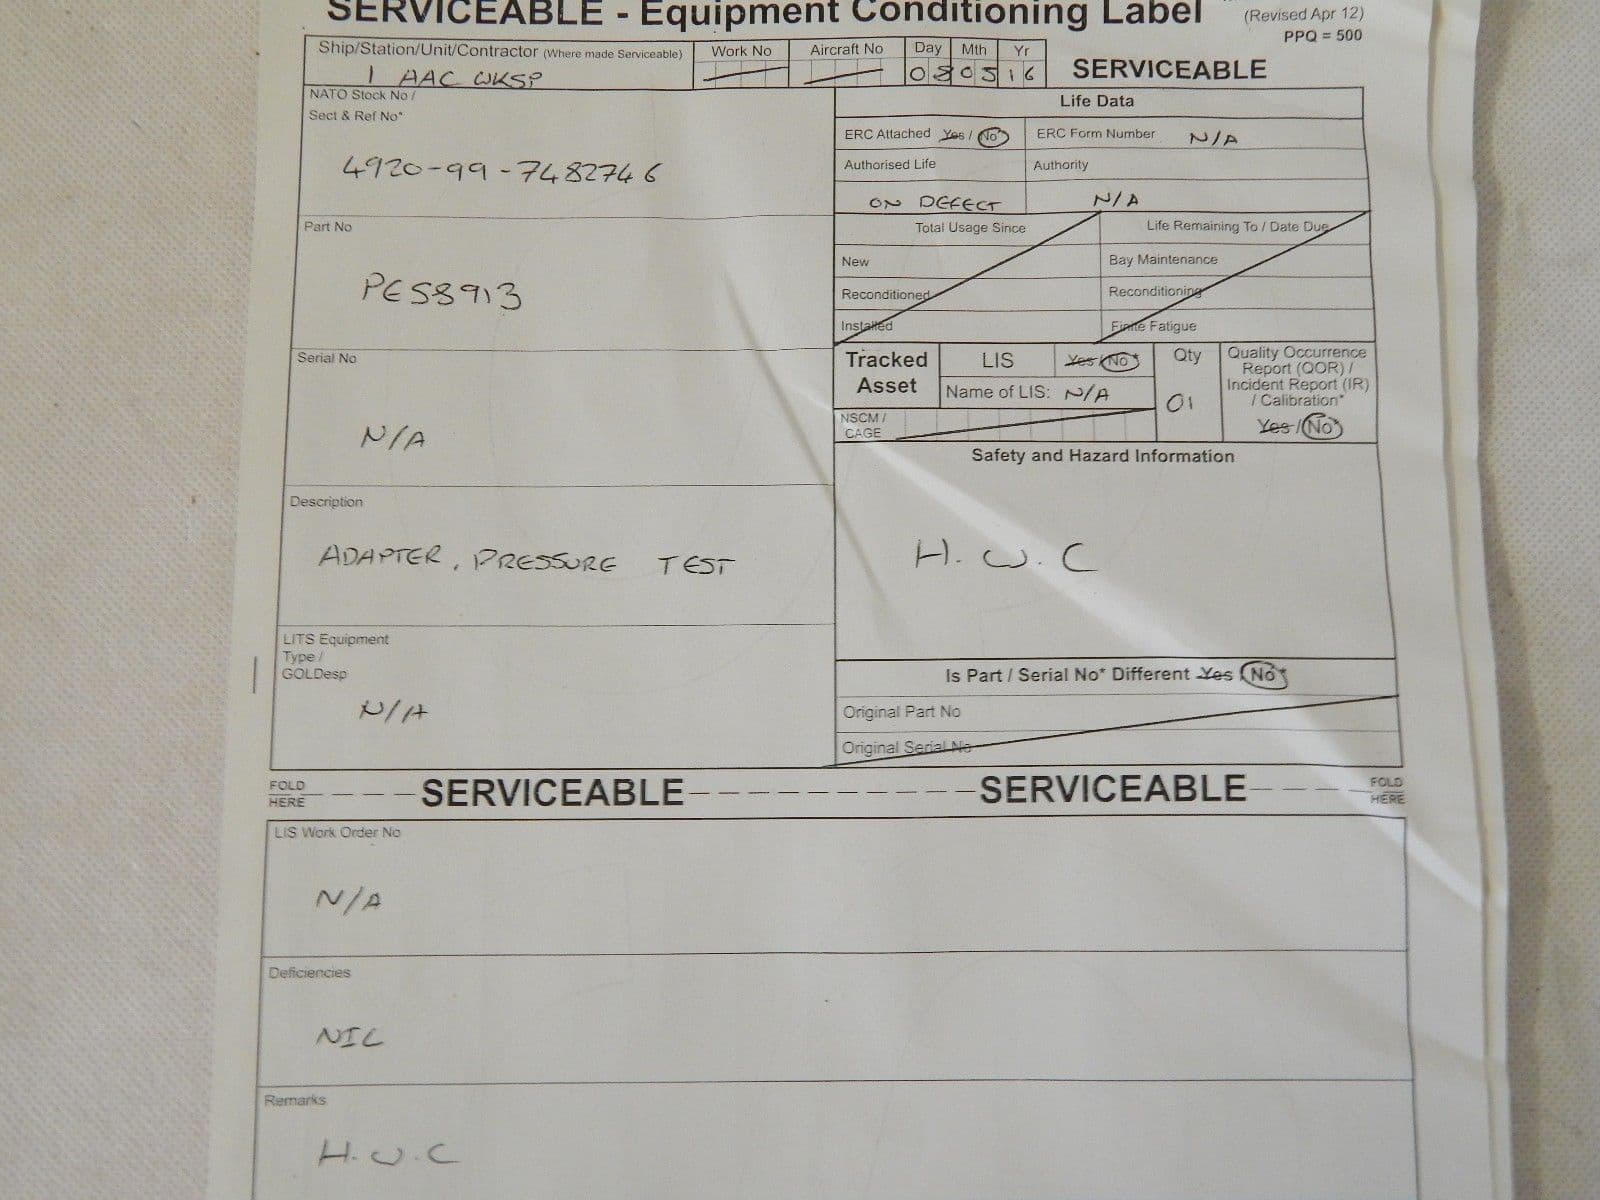 SERVICEABLE - Equipment Conditioning Label
(Revised Apr 12)
PPQ = 500
Ship/Station/Unit/Contractor (Where made Serviceable)
1 AAC WKSP
Work No
Aircraft No
Day Mth Yr
08 05 16
SERVICEABLE
NATO Stock No /
Sect & Ref No*
4920-99-7482746
Life Data
ERC Attached Yes / No*
ERC Form Number N/A
Authorised Life
ON DEFECT
Authority
N/A
Part No
PE58913
Total Usage Since
New
Reconditioned
Installed
Life Remaining To / Date Due
Bay Maintenance
Reconditioning
Finite Fatigue
Serial No
N/A
Tracked
Asset
LIS Yes/No*
Name of LIS: N/A
Qty
01
Quality Occurrence
Report (QOR) /
Incident Report (IR)
/ Calibration*
Yes / No
NSCM /
CAGE
Safety and Hazard Information
H.W.C
Description
ADAPTER, PRESSURE TEST
LITS Equipment
Type /
GOLDesp
N/A
Is Part / Serial No* Different Yes / No*
Original Part No
Original Serial No
FOLD
HERE
SERVICEABLE
SERVICEABLE
FOLD
HERE
LIS Work Order No
N/A
Deficiencies
NIL
Remarks
H.W.C